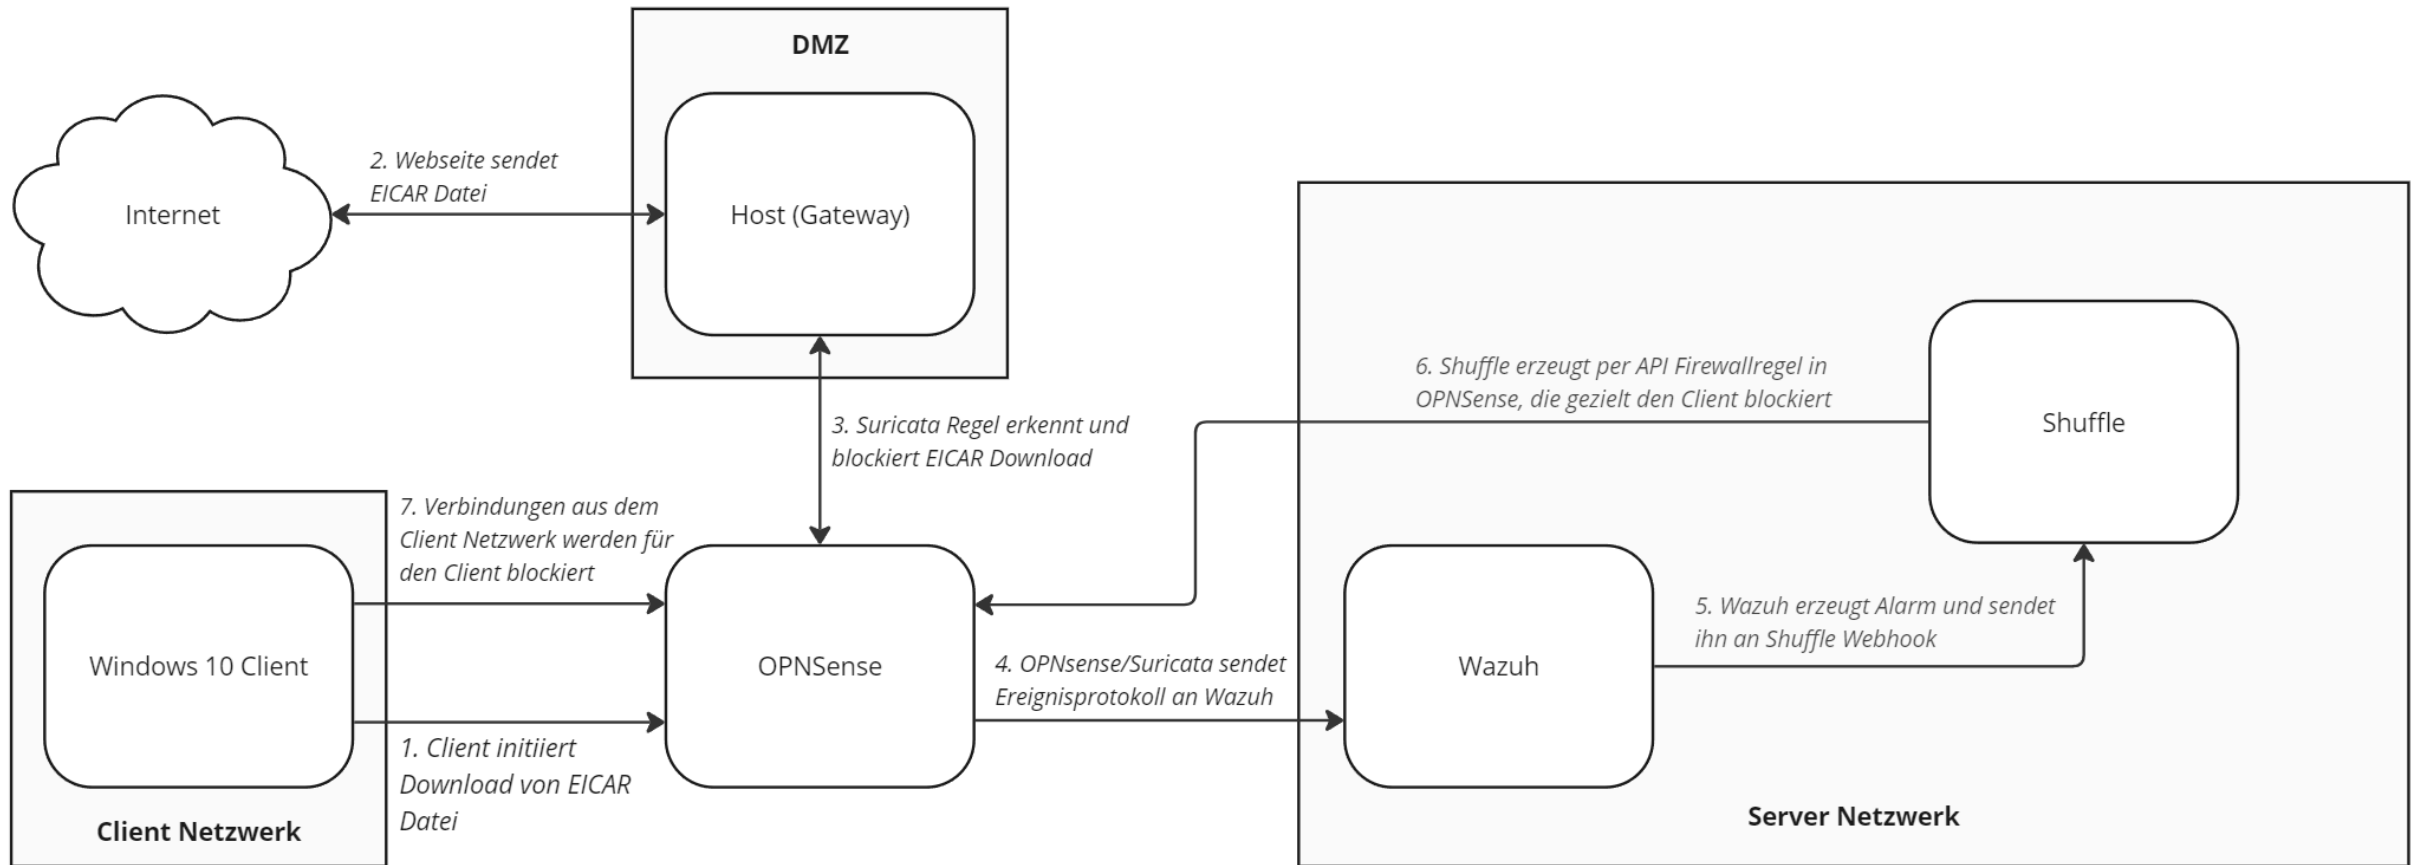 DMZ
2. Webseite sendet
EICAR Datei
Internet
Host (Gateway)
6. Shuffle erzeugt per API Firewallregel in
OPNSense, die gezielt den Client blockiert
Shuffle
3. Suricata Regel erkennt und
blockiert EICAR Download
7. Verbindungen aus dem
Client Netzwerk werden für
den Client blockiert
5. Wazuh erzeugt Alarm und sendet
ihn an Shuffle Webhook
Windows 10 Client
OPNSense
4. OPNsense/Suricata sendet
Ereignisprotokoll an Wazuh
Wazuh
1. Client initiiert
Download von EICAR
Datei
Client Netzwerk
Server Netzwerk